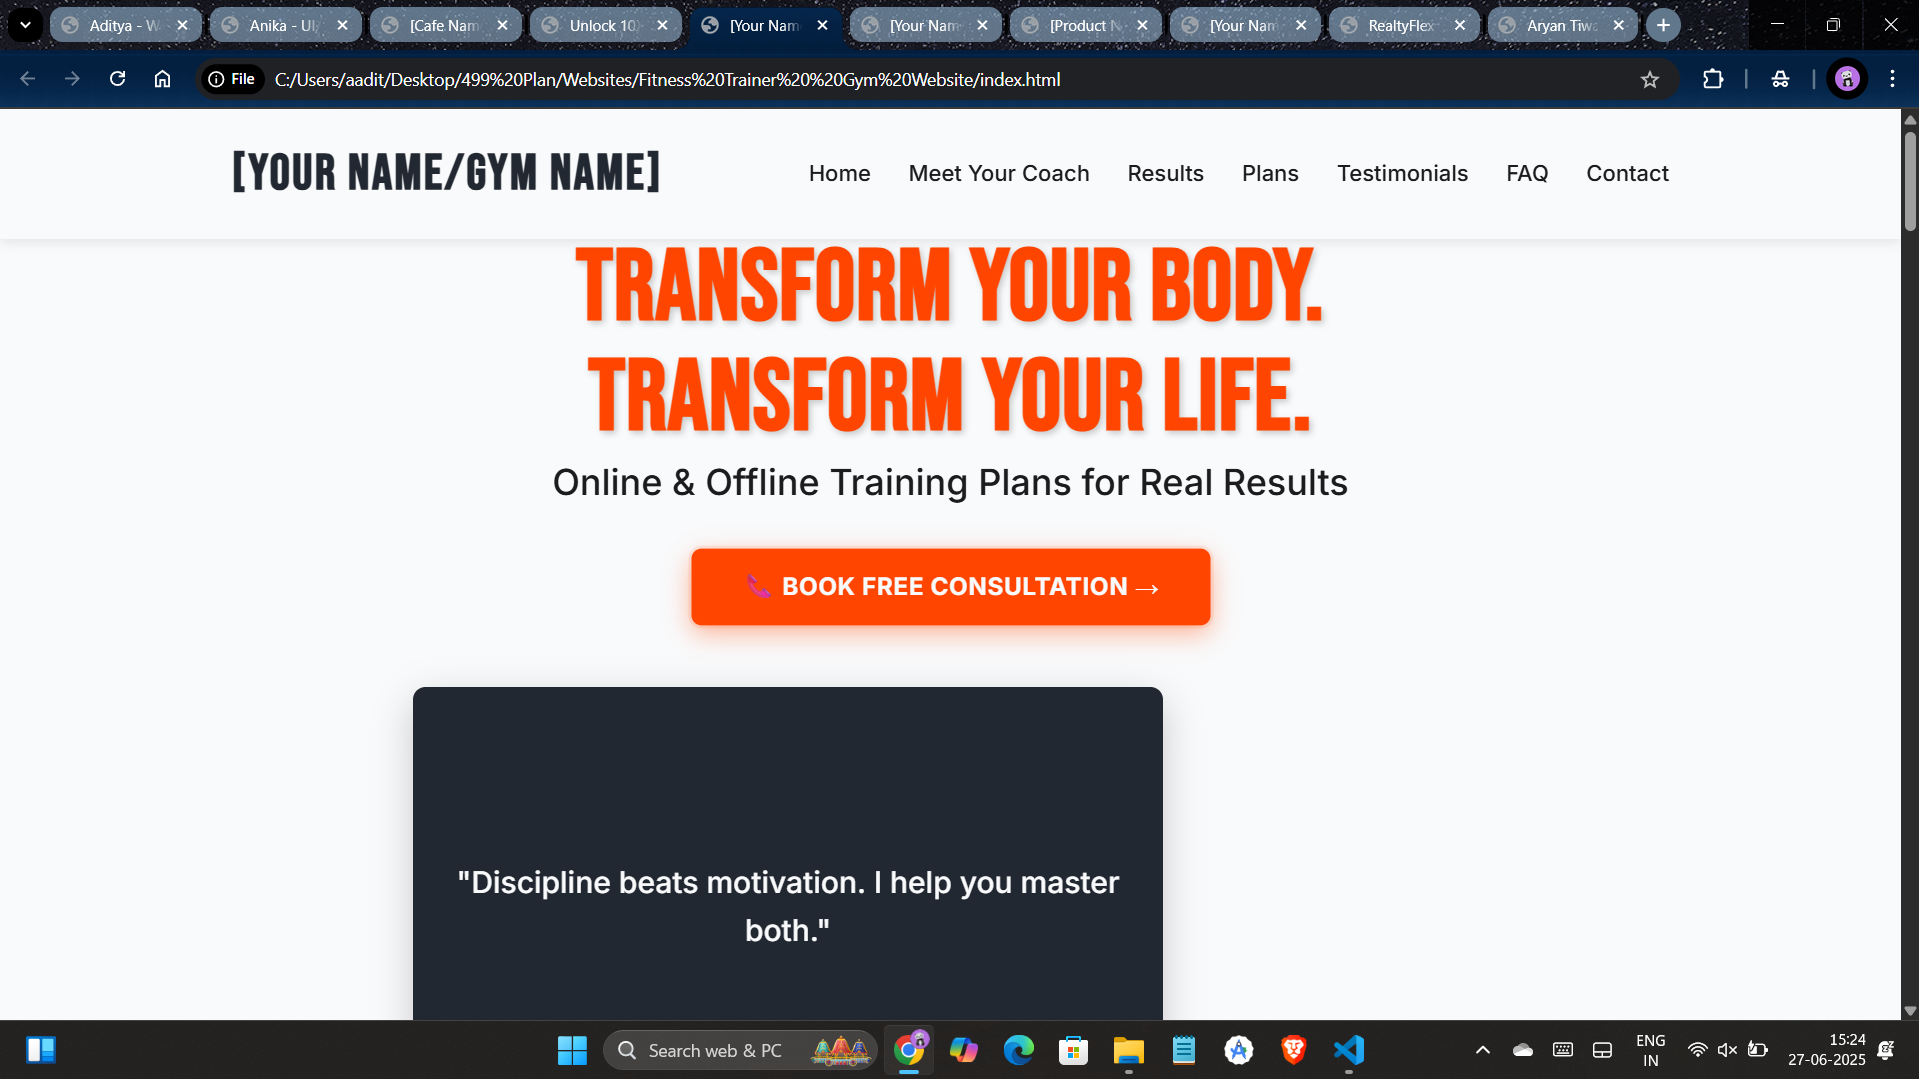 Aditya - W
Anika - UI
[Cafe Nam
Unlock 10
[Your Nam
[Your Nam
[Product N
[Your Nam
RealtyFlex
Aryan Tiwa
File
C:/Users/aadit/Desktop/499%20Plan/Websites/Fitness%20Trainer%20%20Gym%20Website/index.html
[YOUR NAME/GYM NAME]
Home
Meet Your Coach
Results
Plans
Testimonials
FAQ
Contact
TRANSFORM YOUR BODY.
TRANSFORM YOUR LIFE.
Online & Offline Training Plans for Real Results
📞 BOOK FREE CONSULTATION →
"Discipline beats motivation. I help you master
both."
Search web & PC
ENG
IN
15:24
27-06-2025